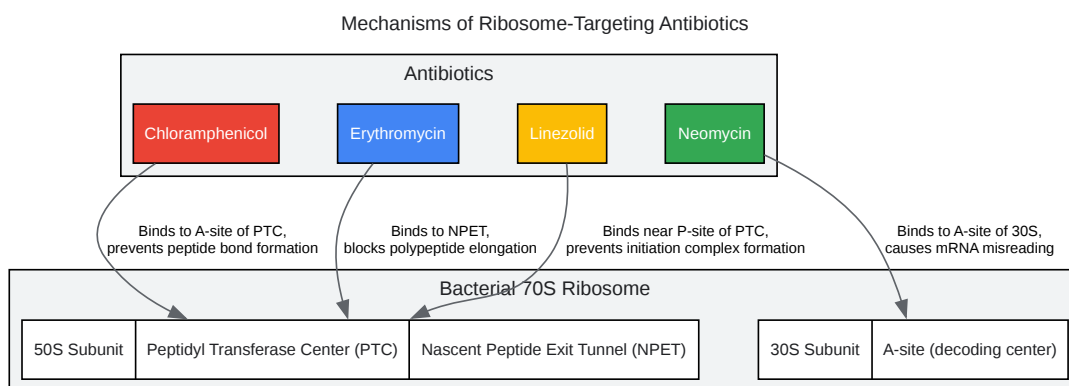 Mechanisms of Ribosome-Targeting Antibiotics
Antibiotics
Chloramphenicol
Erythromycin
Linezolid
Neomycin
Binds to A-site of PTC,
prevents peptide bond formation
Binds to NPET,
blocks polypeptide elongation
Binds near P-site of PTC,
prevents initiation complex formation
Binds to A-site of 30S,
causes mRNA misreading
Bacterial 70S Ribosome
50S Subunit
Peptidyl Transferase Center (PTC)
Nascent Peptide Exit Tunnel (NPET)
30S Subunit
A-site (decoding center)